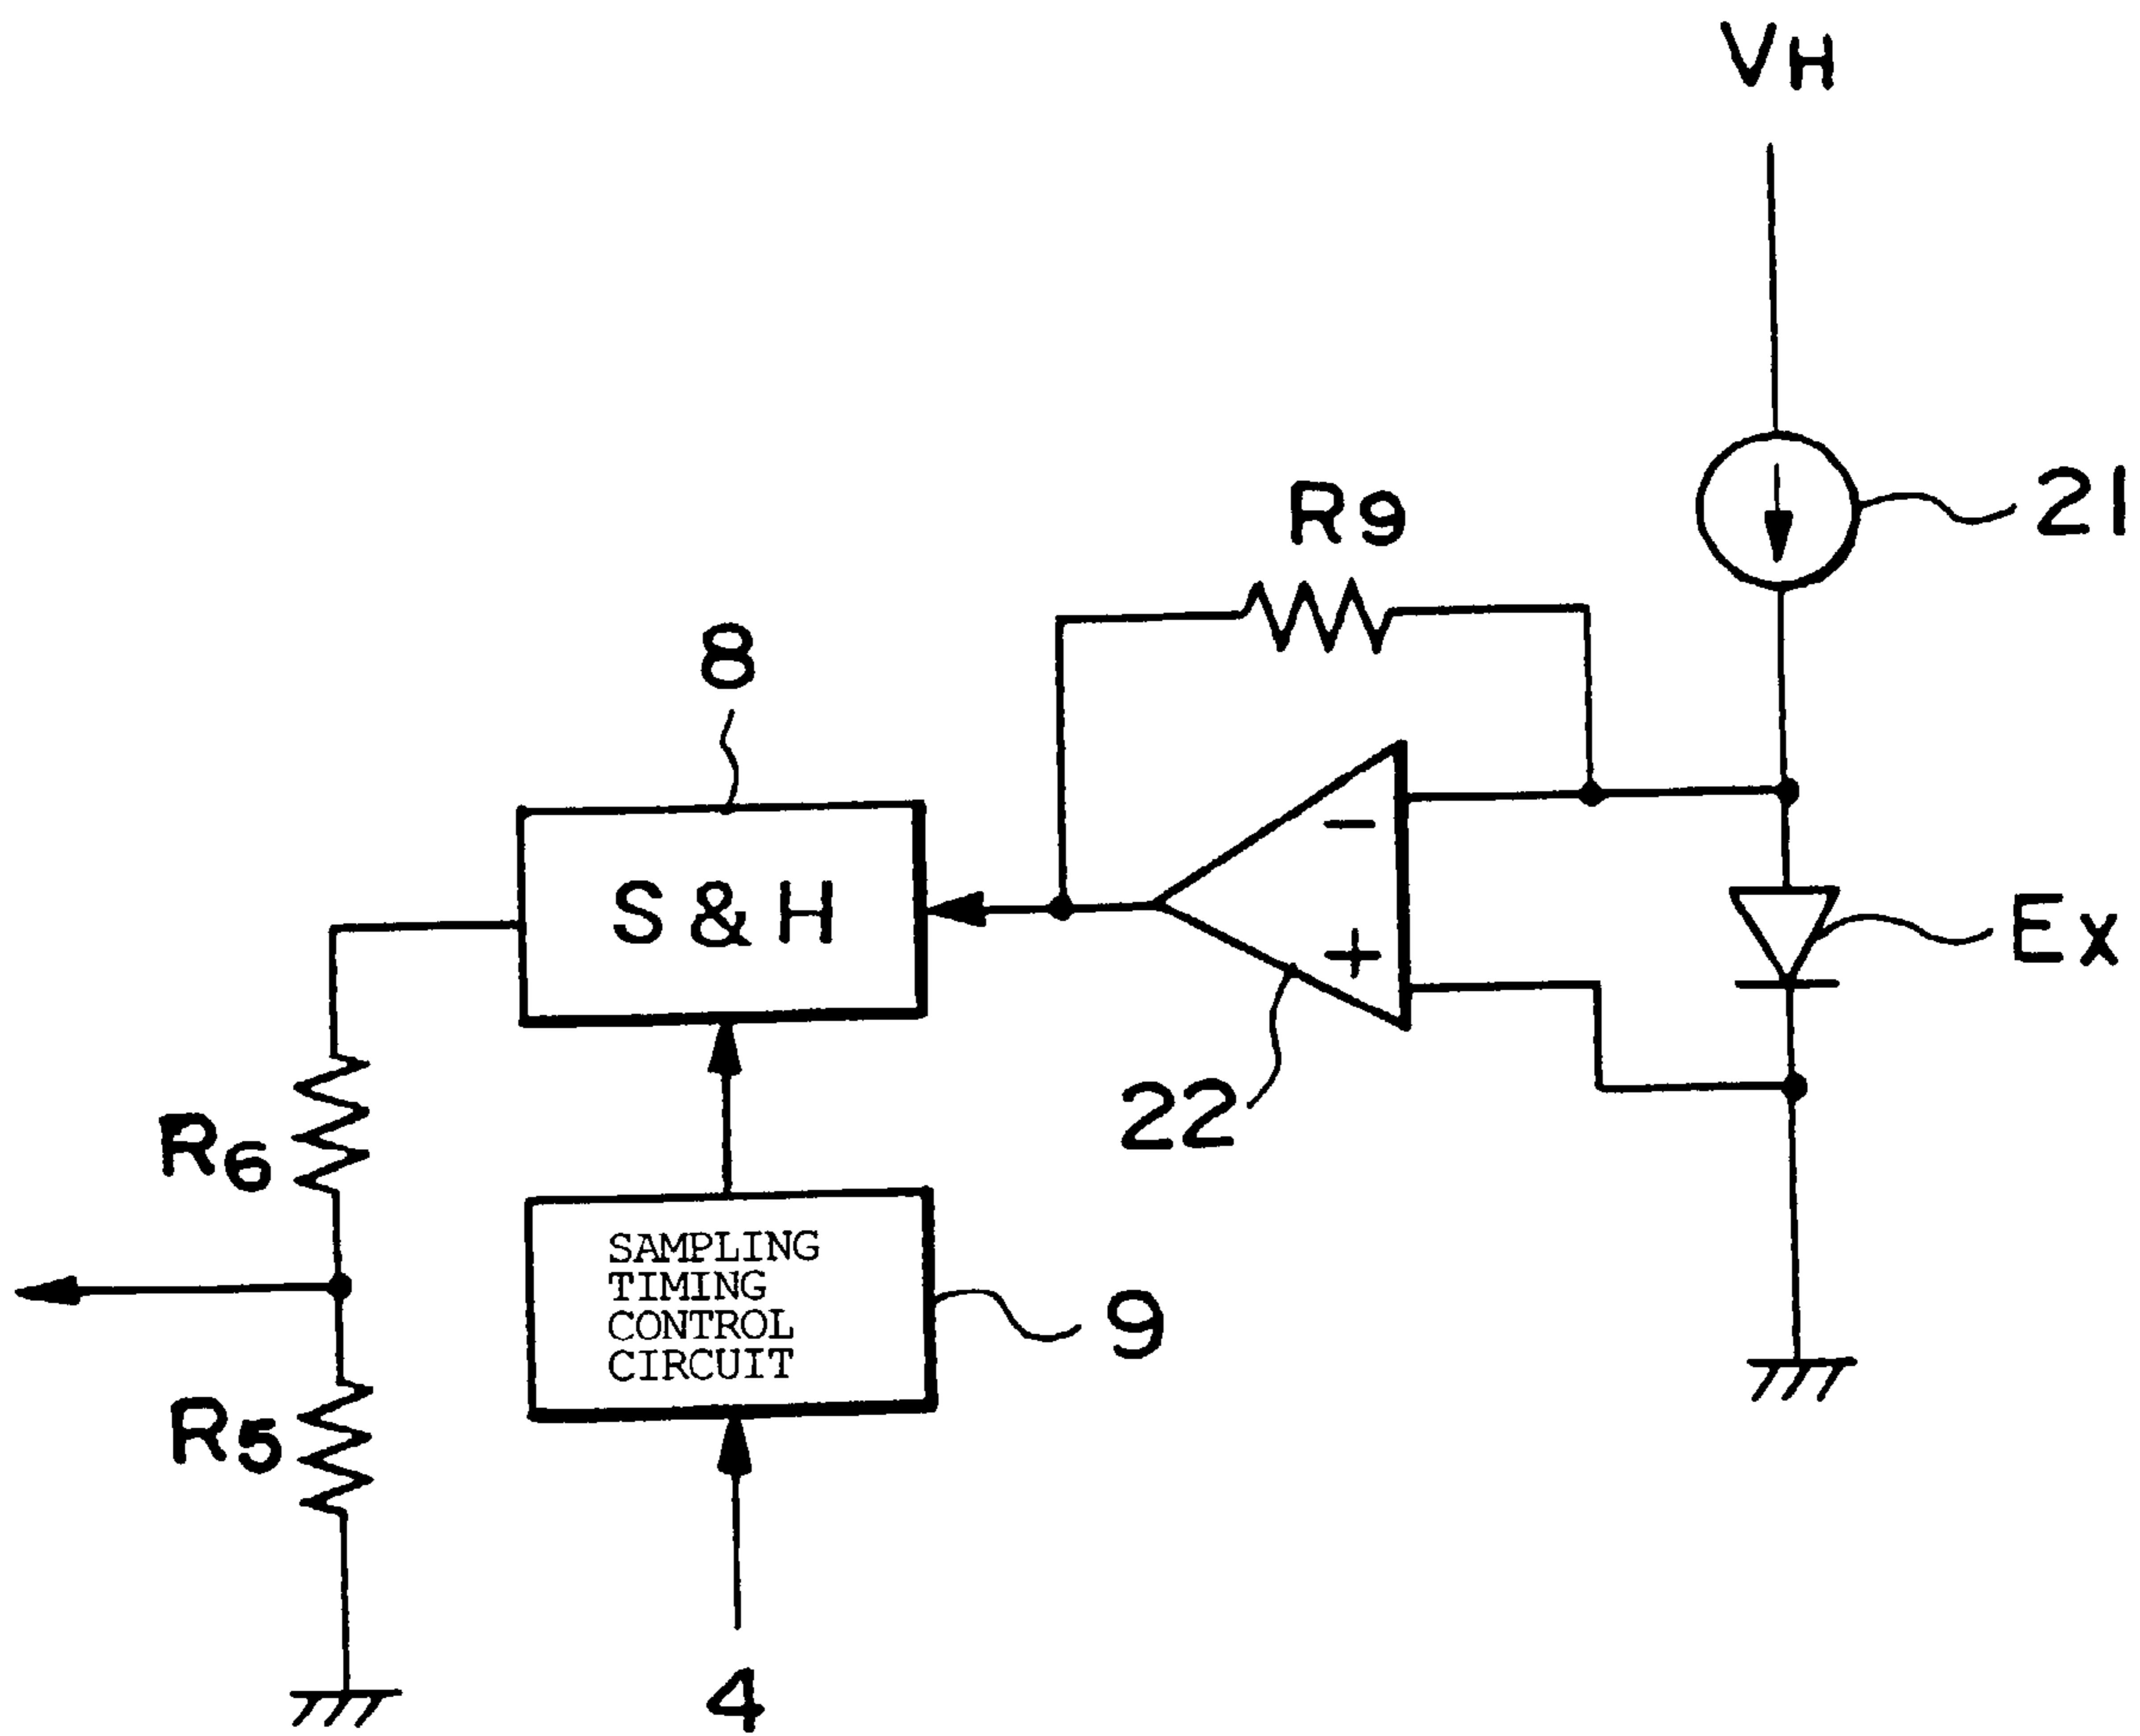 VH
21
R9
8
S & H
−
+
Ex
22
R6
SAMPLING
TIMING
CONTROL
CIRCUIT
9
R5
4